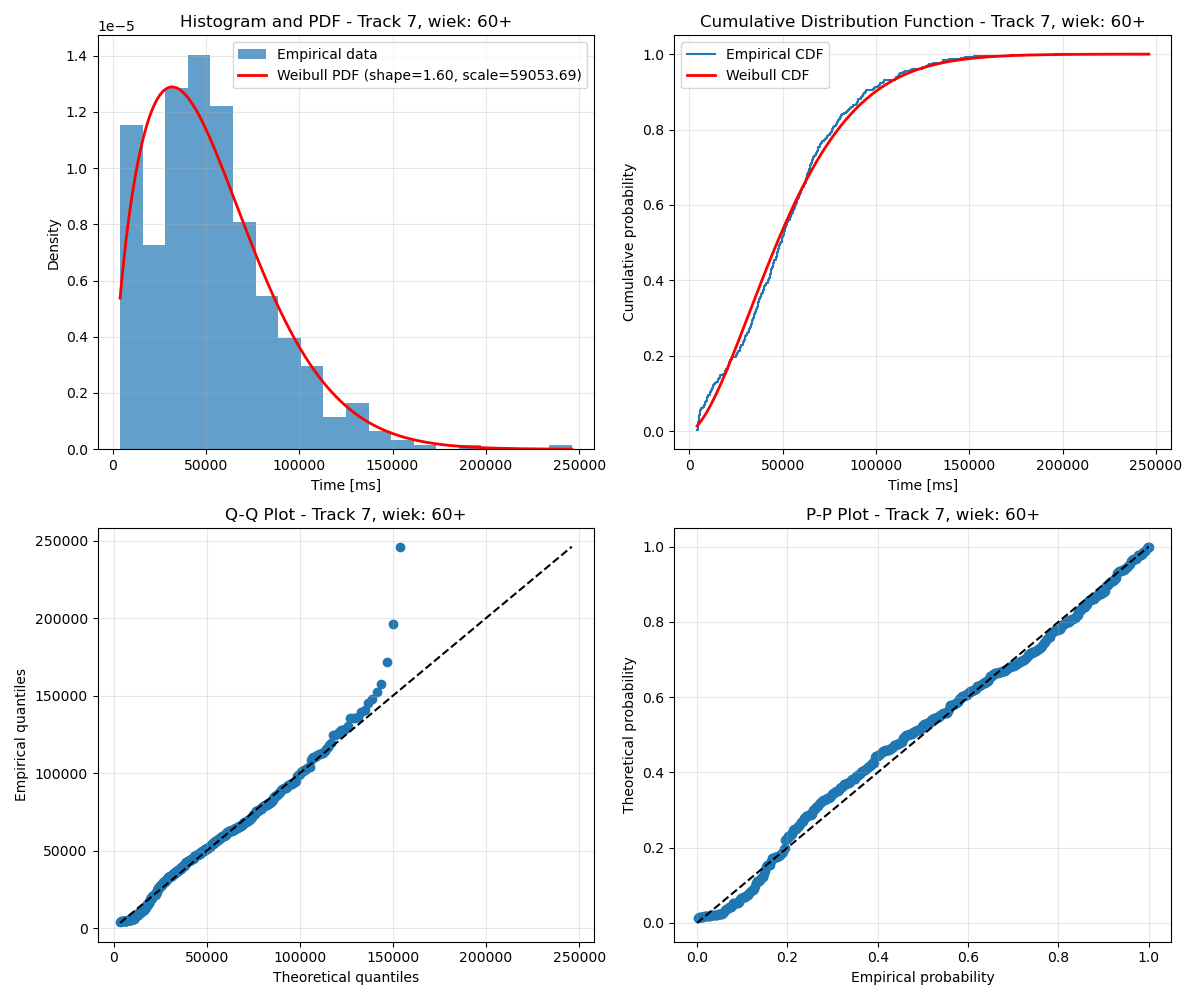 Histogram and PDF - Track 7, wiek: 60+
1e−5
Empirical data
Weibull PDF (shape=1.60, scale=59053.69)
1.4
1.2
1.0
0.8
0.6
0.4
0.2
0.0
Density
0 50000 100000 150000 200000 250000
Time [ms]
Cumulative Distribution Function - Track 7, wiek: 60+
Empirical CDF
Weibull CDF
1.0
0.8
0.6
0.4
0.2
0.0
Cumulative probability
0 50000 100000 150000 200000 250000
Time [ms]
Q-Q Plot - Track 7, wiek: 60+
250000
200000
150000
100000
50000
0
Empirical quantiles
0 50000 100000 150000 200000 250000
Theoretical quantiles
P-P Plot - Track 7, wiek: 60+
1.0
0.8
0.6
0.4
0.2
0.0
Theoretical probability
0.0 0.2 0.4 0.6 0.8 1.0
Empirical probability